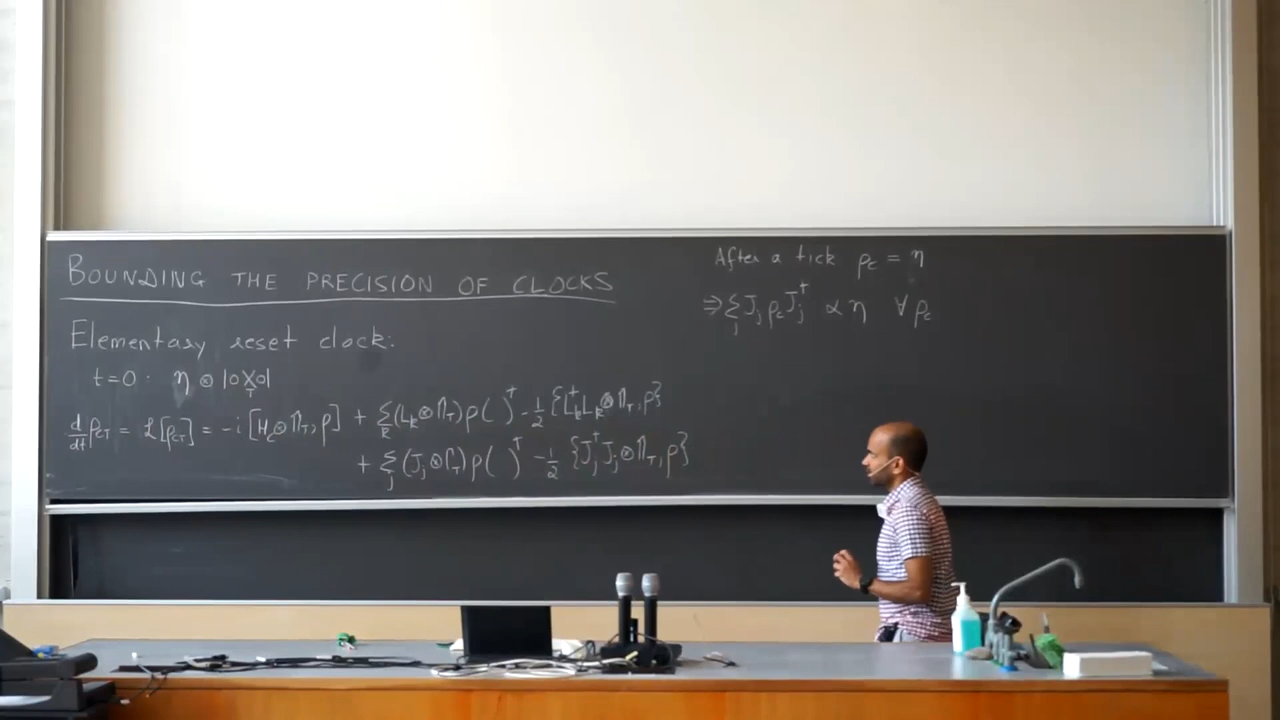 BOUNDING THE PRECISION OF CLOCKS
Elementary reset clock:
t=0 · η ⊗ |0⟩⟨0|_T
d/dt ρ_CT = ℒ[ρ_CT] = -i [H_C ⊗ 𝟙_T, ρ] + Σ_k (L_k ⊗ 𝟙_T) ρ ( )† - 1/2 {L_k† L_k ⊗ 𝟙_T, ρ}
+ Σ_j (J_j ⊗ Γ_T) ρ ( )† - 1/2 {J_j† J_j ⊗ 𝟙_T, ρ}
After a tick ρ_C = η
⇒ Σ_j J_j ρ_C J_j† ∝ η ∀ ρ_C